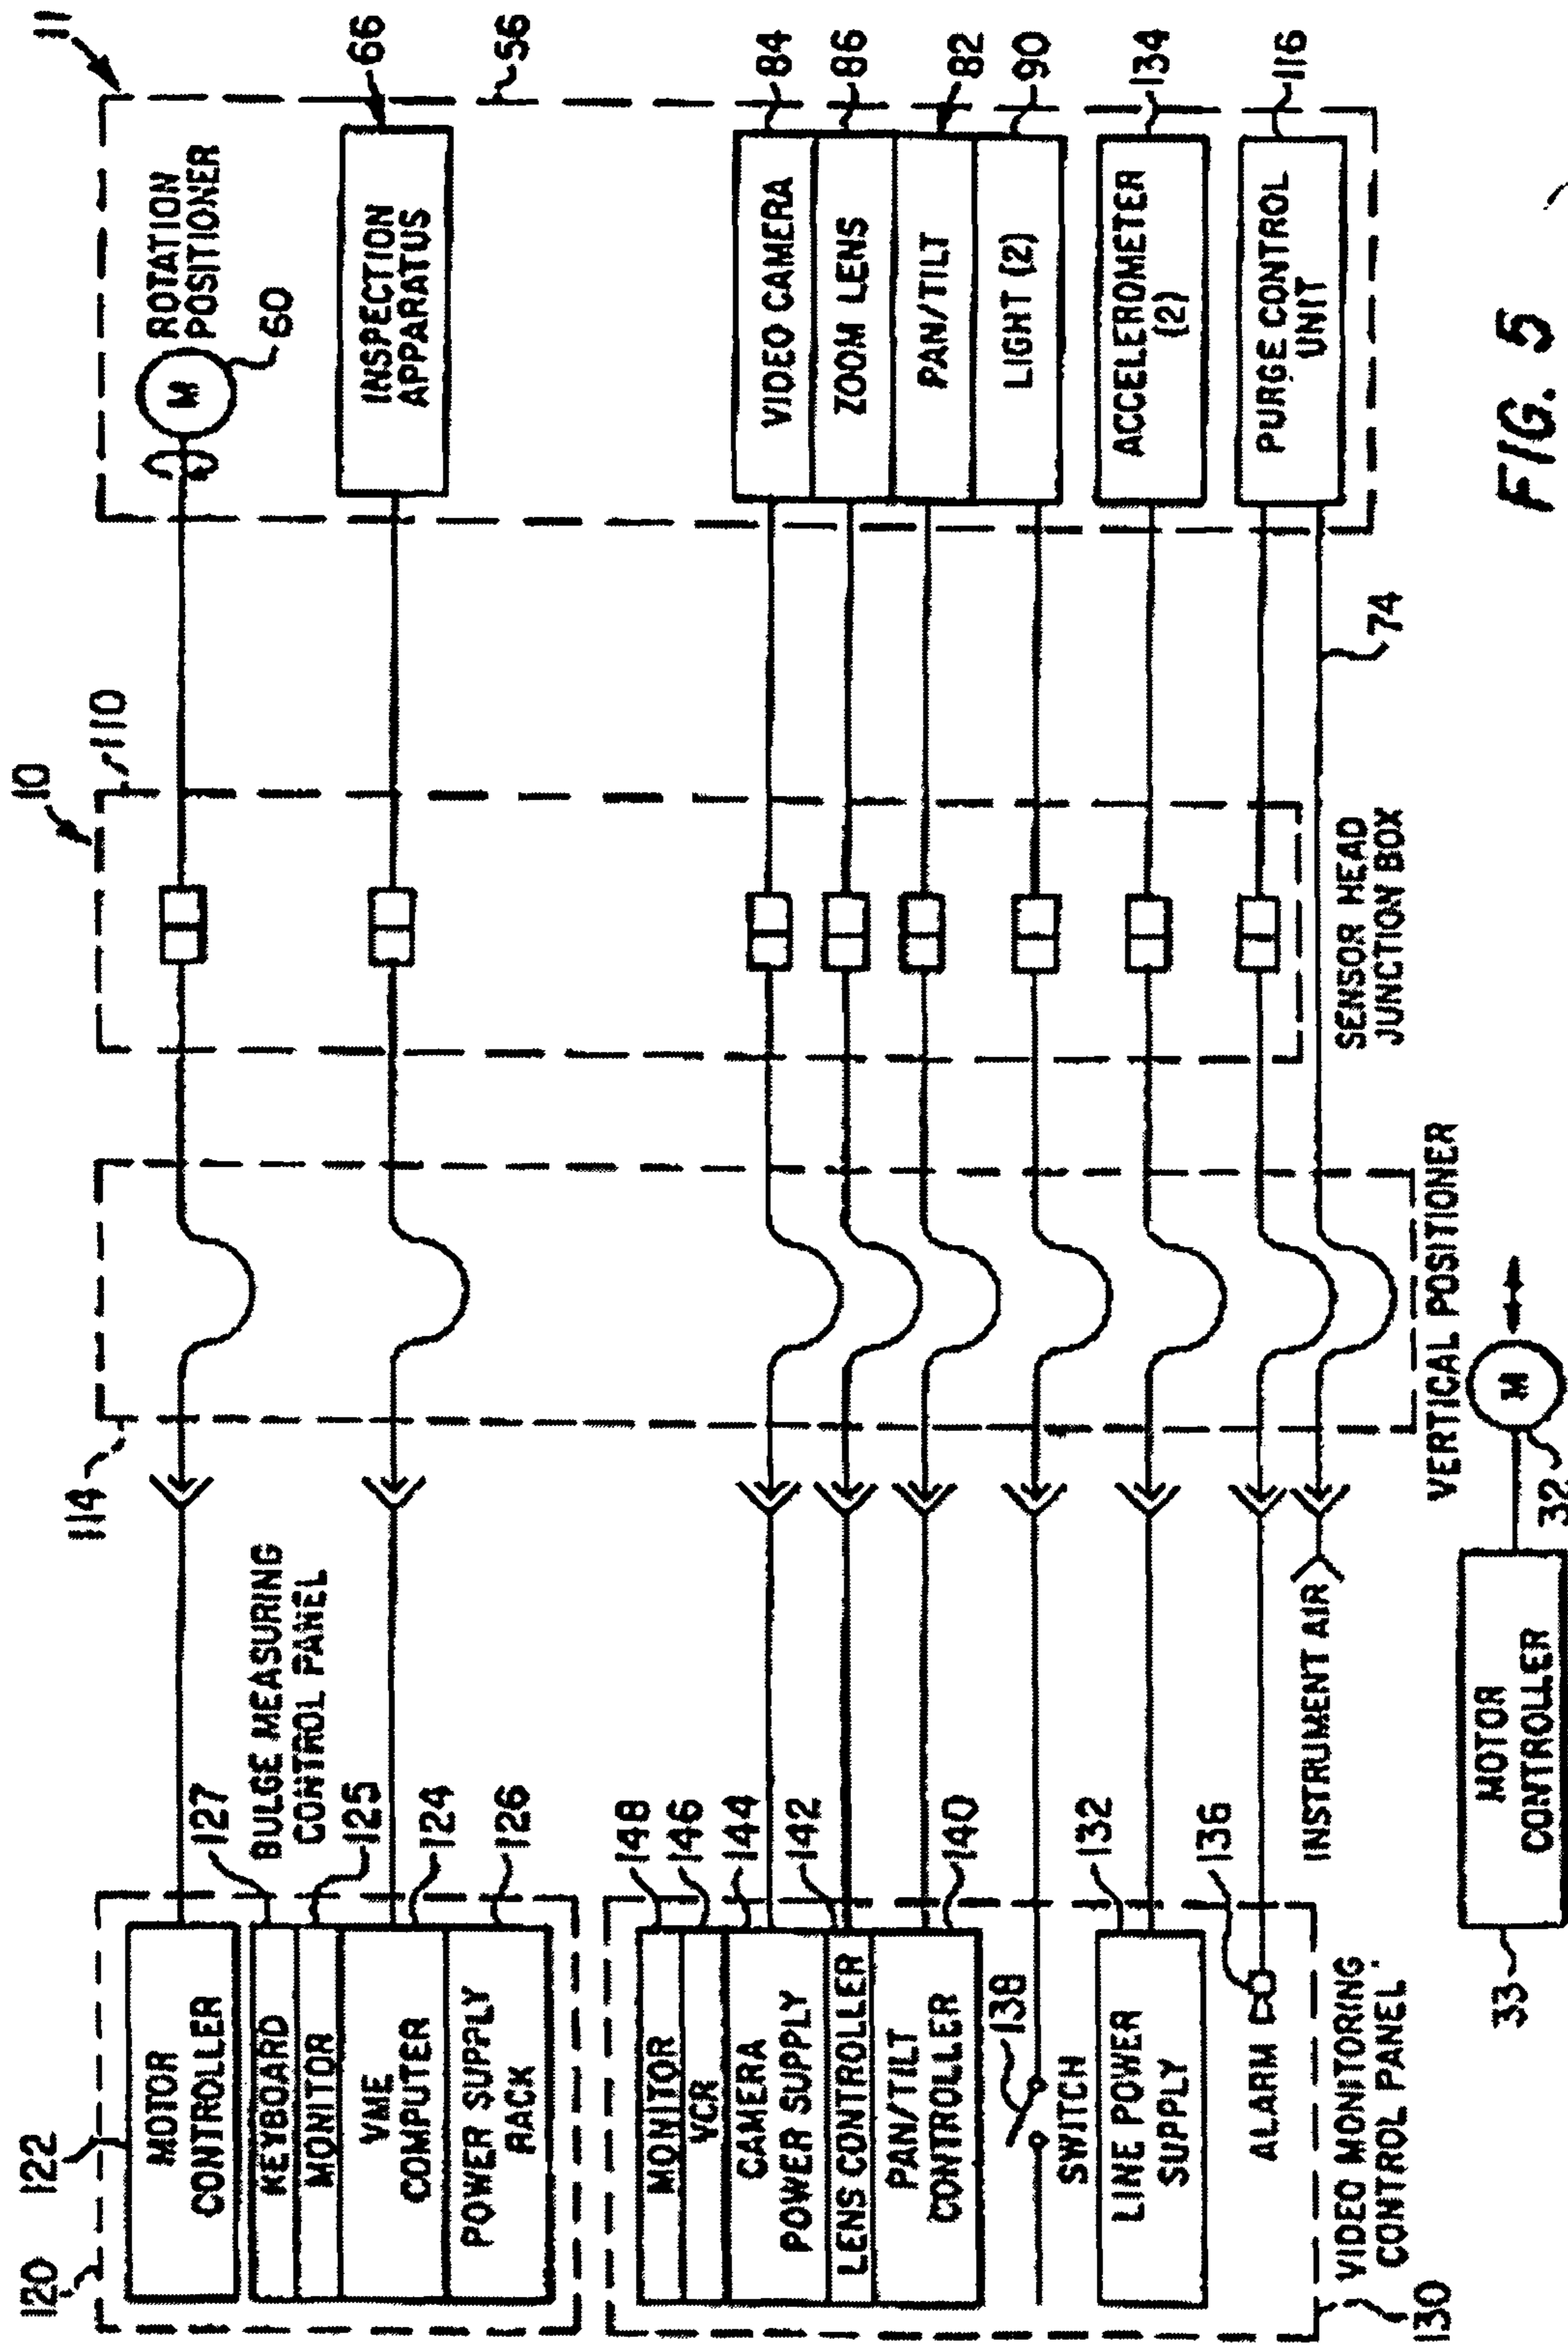 120
122
MOTOR
CONTROLLER
127
BULGE MEASURING
CONTROL PANEL
KEYBOARD
125
MONITOR
VME
COMPUTER
124
POWER SUPPLY
RACK
126
114
10
110
11
ROTATION
POSITIONER
M
60
66
INSPECTION
APPARATUS
56
148
MONITOR
146
VCR
144
CAMERA
POWER SUPPLY
142
LENS CONTROLLER
PAN/TILT
CONTROLLER
140
138
SWITCH
132
LINE POWER
SUPPLY
136
ALARM
INSTRUMENT AIR
VIDEO MONITORING
CONTROL PANEL
130
VIDEO CAMERA
84
ZOOM LENS
86
PAN/TILT
82
LIGHT (2)
90
ACCELEROMETER
(2)
134
PURGE CONTROL
UNIT
116
74
SENSOR HEAD
JUNCTION BOX
VERTICAL POSITIONER
33
MOTOR
CONTROLLER
32
M
FIG. 5